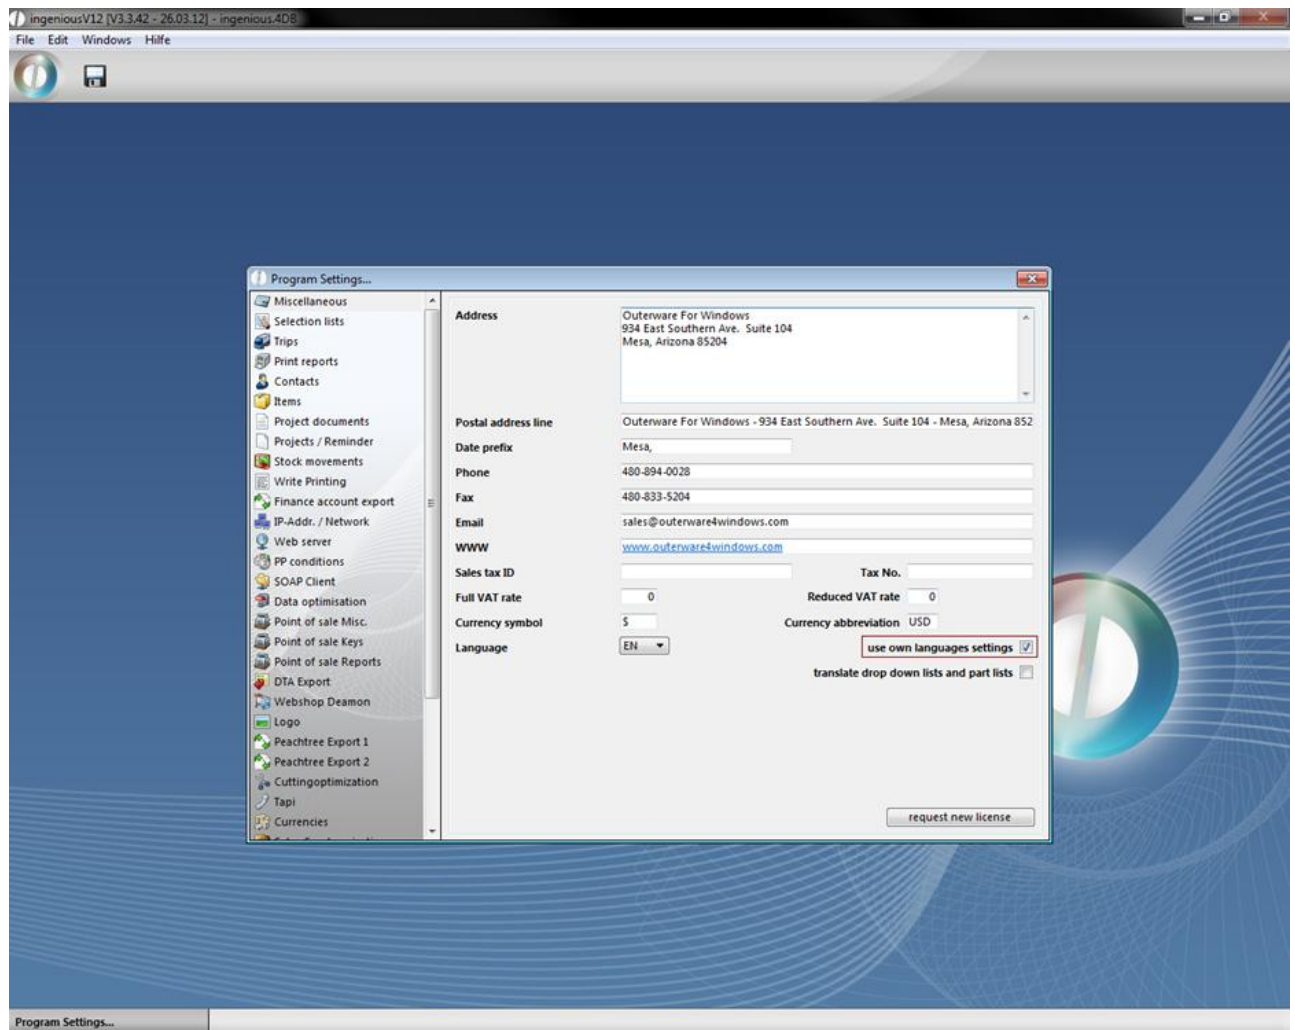 ingeniousV12 [V3.3.42 - 26.03.12] - ingenious.4DB
File Edit Windows Hilfe
Program Settings...
Miscellaneous
Selection lists
Trips
Print reports
Contacts
Items
Project documents
Projects / Reminder
Stock movements
Write Printing
Finance account export
IP-Addr. / Network
Web server
PP conditions
SOAP Client
Data optimisation
Point of sale Misc.
Point of sale Keys
Point of sale Reports
DTA Export
Webshop Deamon
Logo
Peachtree Export 1
Peachtree Export 2
Cuttingoptimization
Tapi
Currencies
Address
Outerware For Windows
934 East Southern Ave. Suite 104
Mesa, Arizona 85204
Postal address line Outerware For Windows - 934 East Southern Ave. Suite 104 - Mesa, Arizona 852
Date prefix Mesa,
Phone 480-894-0028
Fax 480-833-5204
Email sales@outerware4windows.com
WWW www.outerware4windows.com
Sales tax ID Tax No.
Full VAT rate 0 Reduced VAT rate 0
Currency symbol $ Currency abbreviation USD
Language EN use own languages settings
translate drop down lists and part lists
request new license
Program Settings...